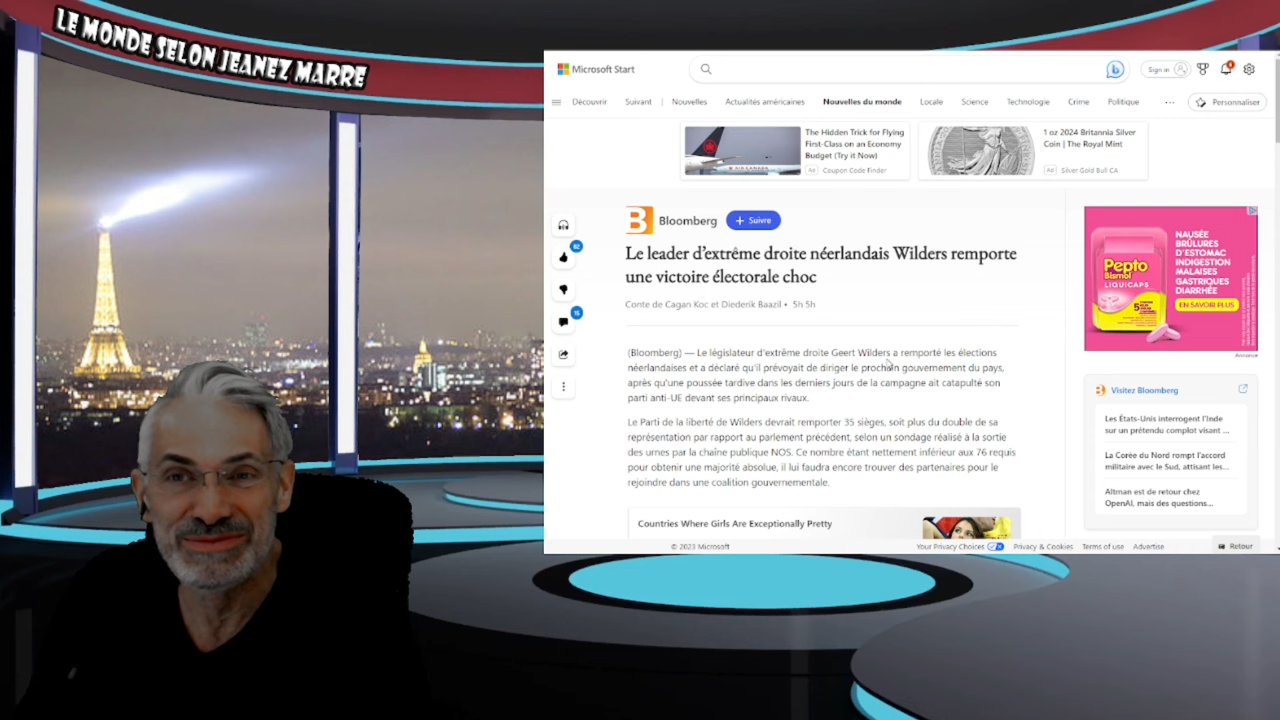 LE MONDE SELON JEANEZ MARRE
Microsoft Start
Sign in
Découvrir
Suivant
Nouvelles
Actualités américaines
Nouvelles du monde
Locale
Science
Technologie
Crime
Politique
Personnaliser
The Hidden Trick for Flying
First-Class on an Economy
Budget (Try it Now)
Ad Coupon Code Finder
1 oz 2024 Britannia Silver
Coin | The Royal Mint
Ad Silver Gold Bull CA
B Bloomberg + Suivre
Le leader d'extrême droite néerlandais Wilders remporte
une victoire électorale choc
Conte de Cagan Koc et Diederik Baazil • 5h 5h
82
15
(Bloomberg) — Le législateur d'extrême droite Geert Wilders a remporté les élections
néerlandaises et a déclaré qu'il prévoyait de diriger le prochain gouvernement du pays,
après qu'une poussée tardive dans les derniers jours de la campagne ait catapulté son
parti anti-UE devant ses principaux rivaux.
Le Parti de la liberté de Wilders devrait remporter 35 sièges, soit plus du double de sa
représentation par rapport au parlement précédent, selon un sondage réalisé à la sortie
des urnes par la chaîne publique NOS. Ce nombre étant nettement inférieur aux 76 requis
pour obtenir une majorité absolue, il lui faudra encore trouver des partenaires pour le
rejoindre dans une coalition gouvernementale.
Countries Where Girls Are Exceptionally Pretty
Pepto
Bismol
LIQUICAPS
5
NAUSÉE
BRÛLURES
D'ESTOMAC
INDIGESTION
MALAISES
GASTRIQUES
DIARRHÉE
EN SAVOIR PLUS
Annonce
Visitez Bloomberg
Les États-Unis interrogent l'Inde
sur un prétendu complot visant ...
La Corée du Nord rompt l'accord
militaire avec le Sud, attisant les...
Altman est de retour chez
OpenAI, mais des questions...
© 2023 Microsoft
Your Privacy Choices
Privacy & Cookies
Terms of use
Advertise
Retour